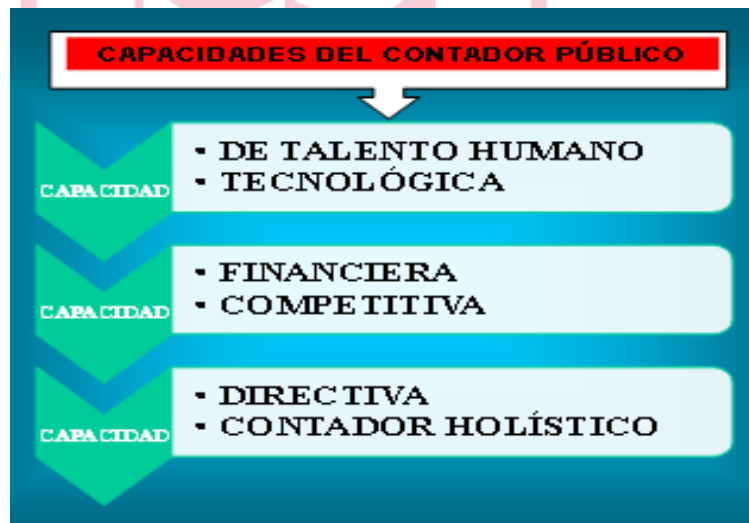 CAPACIDADES DEL CONTADOR PÚBLICO
• DE TALENTO HUMANO
• TECNOLÓGICA
CAPACIDAD
• FINANCIERA
• COMPETITIVA
CAPACIDAD
• DIRECTIVA
• CONTADOR HOLÍSTICO
CAPACIDAD